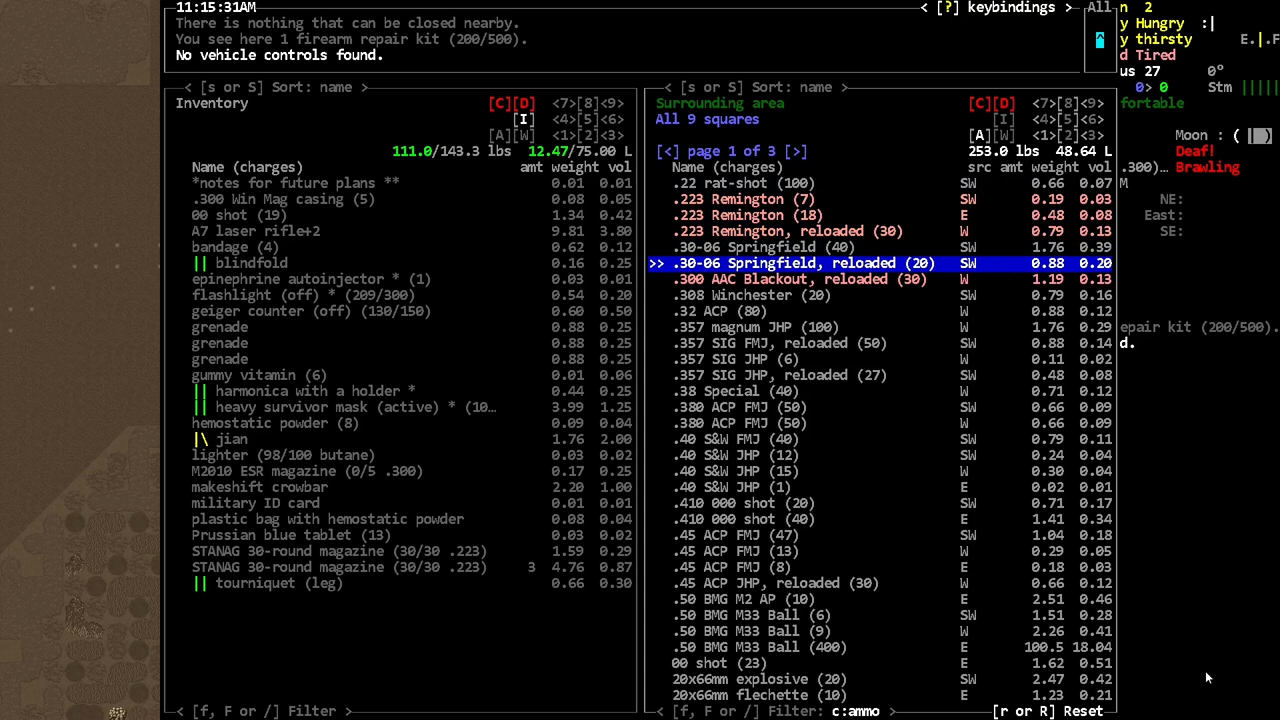 11:15:31AM < [?] keybindings > All n 2
There is nothing that can be closed nearby. y Hungry :|
You see here 1 firearm repair kit (200/500). y thirsty E.|.F
No vehicle controls found. ^ d Tired
us 27 0°
< [s or S] Sort: name > < [s or S] Sort: name > 0> 0 Stm |||||
Inventory [C][D] <7>[8]<9> Surrounding area [C][D] <7>[8]<9> fortable
[I] <4>[5]<6> All 9 squares [I] <4>[5]<6>
[A][W] <1>[2]<3> [A][W] <1>[2]<3> Moon : ( | )
111.0/143.3 lbs 12.47/75.00 L [<] page 1 of 3 [>] 253.0 lbs 48.64 L Deaf!
Name (charges) amt weight vol Name (charges) src amt weight vol .300)… Brawling
*notes for future plans ** 0.01 0.01 .22 rat-shot (100) SW 0.66 0.07 M
.300 Win Mag casing (5) 0.08 0.05 .223 Remington (7) SW 0.19 0.03 NE:
00 shot (19) 1.34 0.42 .223 Remington (18) E 0.48 0.08 East:
A7 laser rifle+2 9.81 3.80 .223 Remington, reloaded (30) W 0.79 0.13 SE:
bandage (4) 0.62 0.12 .30-06 Springfield (40) SW 1.76 0.39
|| blindfold 0.16 0.25 >> .30-06 Springfield, reloaded (20) SW 0.88 0.20
epinephrine autoinjector * (1) 0.03 0.01 .300 AAC Blackout, reloaded (30) W 1.19 0.13
flashlight (off) * (209/300) 0.54 0.20 .308 Winchester (20) SW 0.79 0.16
geiger counter (off) (130/150) 0.60 0.50 .32 ACP (80) W 0.88 0.12
grenade 0.88 0.25 .357 magnum JHP (100) W 1.76 0.29 epair kit (200/500).
grenade 0.88 0.25 .357 SIG FMJ, reloaded (50) SW 0.88 0.14 d.
grenade 0.88 0.25 .357 SIG JHP (6) W 0.11 0.02
gummy vitamin (6) 0.01 0.06 .357 SIG JHP, reloaded (27) SW 0.48 0.08
|| harmonica with a holder * 0.44 0.25 .38 Special (40) W 0.71 0.12
|| heavy survivor mask (active) * (10… 3.99 1.25 .380 ACP FMJ (50) SW 0.66 0.09
hemostatic powder (8) 0.09 0.04 .380 ACP FMJ (50) W 0.66 0.09
|\ jian 1.76 2.00 .40 S&W FMJ (40) SW 0.79 0.11
lighter (98/100 butane) 0.03 0.02 .40 S&W JHP (12) SW 0.24 0.04
M2010 ESR magazine (0/5 .300) 0.17 0.25 .40 S&W JHP (15) W 0.30 0.04
makeshift crowbar 2.20 1.00 .40 S&W JHP (1) E 0.02 0.01
military ID card 0.01 0.01 .410 000 shot (20) SW 0.71 0.17
plastic bag with hemostatic powder 0.08 0.04 .410 000 shot (40) E 1.41 0.34
Prussian blue tablet (13) 0.03 0.02 .45 ACP FMJ (47) SW 1.04 0.18
STANAG 30-round magazine (30/30 .223) 1.59 0.29 .45 ACP FMJ (13) W 0.29 0.05
STANAG 30-round magazine (30/30 .223) 3 4.76 0.87 .45 ACP FMJ (8) E 0.18 0.03
|| tourniquet (leg) 0.66 0.30 .45 ACP JHP, reloaded (30) W 0.66 0.12
.50 BMG M2 AP (10) E 2.51 0.46
.50 BMG M33 Ball (6) SW 1.51 0.28
.50 BMG M33 Ball (9) W 2.26 0.41
.50 BMG M33 Ball (400) E 100.5 18.04
00 shot (23) E 1.62 0.51
20x66mm explosive (20) SW 2.47 0.42
20x66mm flechette (10) E 1.23 0.21
< [f, F or /] Filter > < [f, F or /] Filter: c:ammo > [r or R] Reset